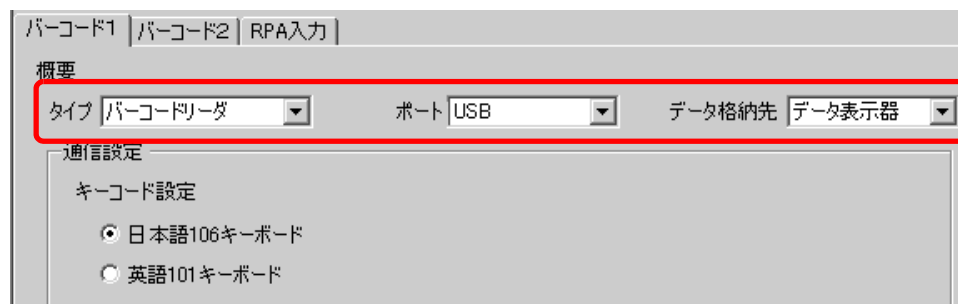 バーコード1 バーコード2 RPA入力
概要
タイプ バーコードリーダ ポート USB データ格納先 データ表示器
通信設定
キーコード設定
日本語106キーボード
英語101キーボード